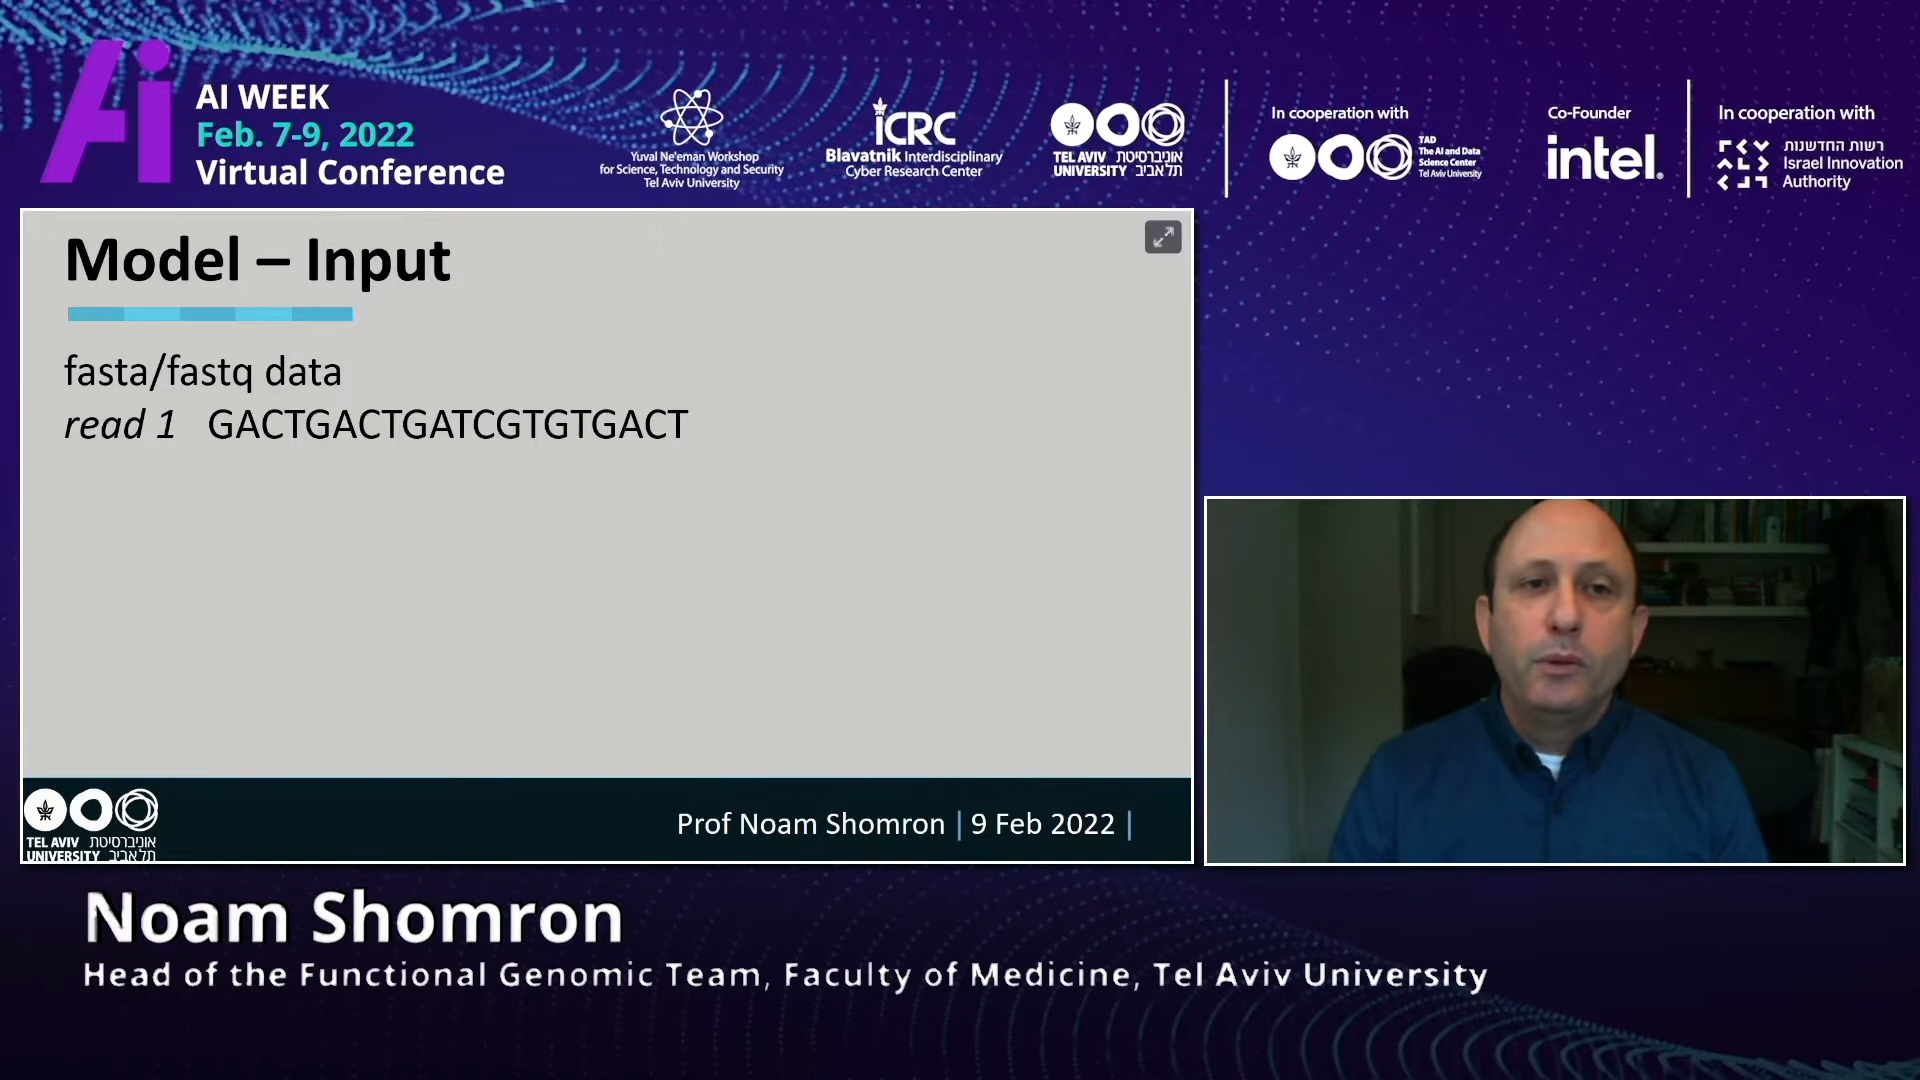 Ai
AI WEEK
Feb. 7-9, 2022
Virtual Conference
Yuval Ne'eman Workshop
for Science, Technology and Security
Tel Aviv University
iCRC
Blavatnik Interdisciplinary
Cyber Research Center
TEL AVIV אוניברסיטת
UNIVERSITY תל אביב
In cooperation with
TAD
The AI and Data
Science Center
Tel Aviv University
Co-Founder
intel.
In cooperation with
רשות החדשנות
Israel Innovation
Authority
Model – Input
fasta/fastq data
read 1 GACTGACTGATCGTGTGACT
TEL AVIV אוניברסיטת
UNIVERSITY תל אביב
Prof Noam Shomron | 9 Feb 2022 |
Noam Shomron
Head of the Functional Genomic Team, Faculty of Medicine, Tel Aviv University